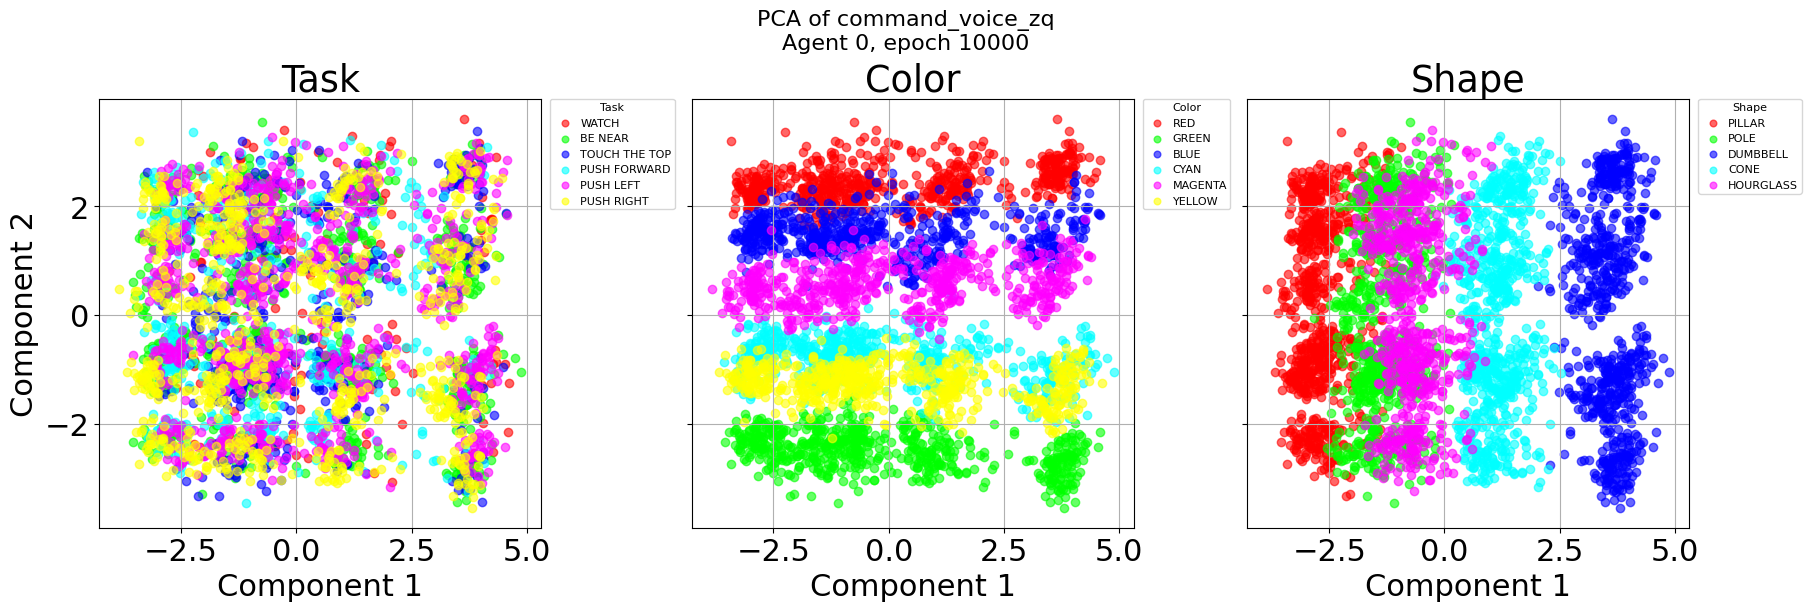 PCA of command_voice_zq
Agent 0, epoch 10000
Task
Color
Shape
Task
WATCH
BE NEAR
TOUCH THE TOP
PUSH FORWARD
PUSH LEFT
PUSH RIGHT
Color
RED
GREEN
BLUE
CYAN
MAGENTA
YELLOW
Shape
PILLAR
POLE
DUMBBELL
CONE
HOURGLASS
Component 2
2
0
−2
−2.5 0.0 2.5 5.0
−2.5 0.0 2.5 5.0
−2.5 0.0 2.5 5.0
Component 1
Component 1
Component 1